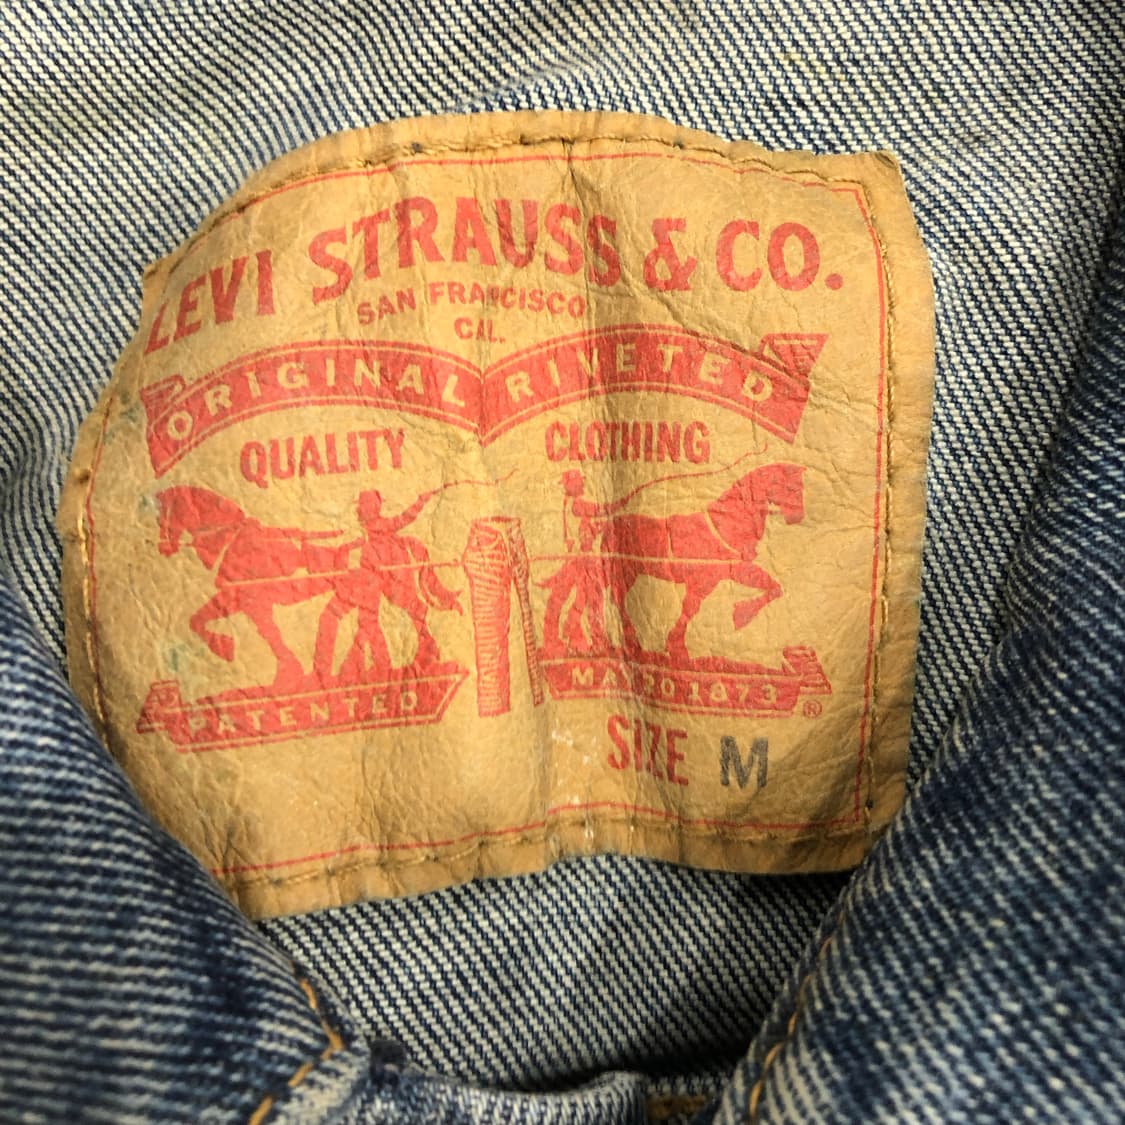 LEVI STRAUSS & CO.
SAN FRANCISCO
CAL.
ORIGINAL RIVETED
QUALITY CLOTHING
PATENTED MAY 20 1873 ®
SIZE M